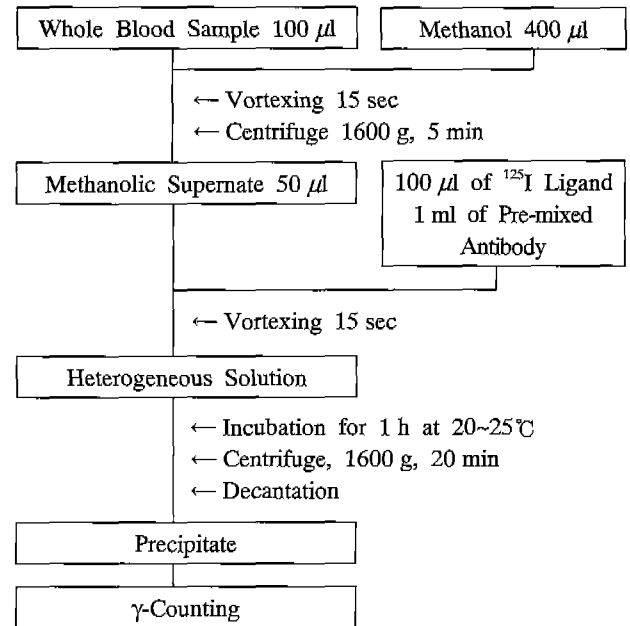 Whole Blood Sample 100 μl
Methanol 400 μl
← Vortexing 15 sec
← Centrifuge 1600 g, 5 min
Methanolic Supernate 50 μl
100 μl of ¹²⁵I Ligand
1 ml of Pre-mixed
Antibody
← Vortexing 15 sec
Heterogeneous Solution
← Incubation for 1 h at 20~25℃
← Centrifuge, 1600 g, 20 min
← Decantation
Precipitate
γ-Counting